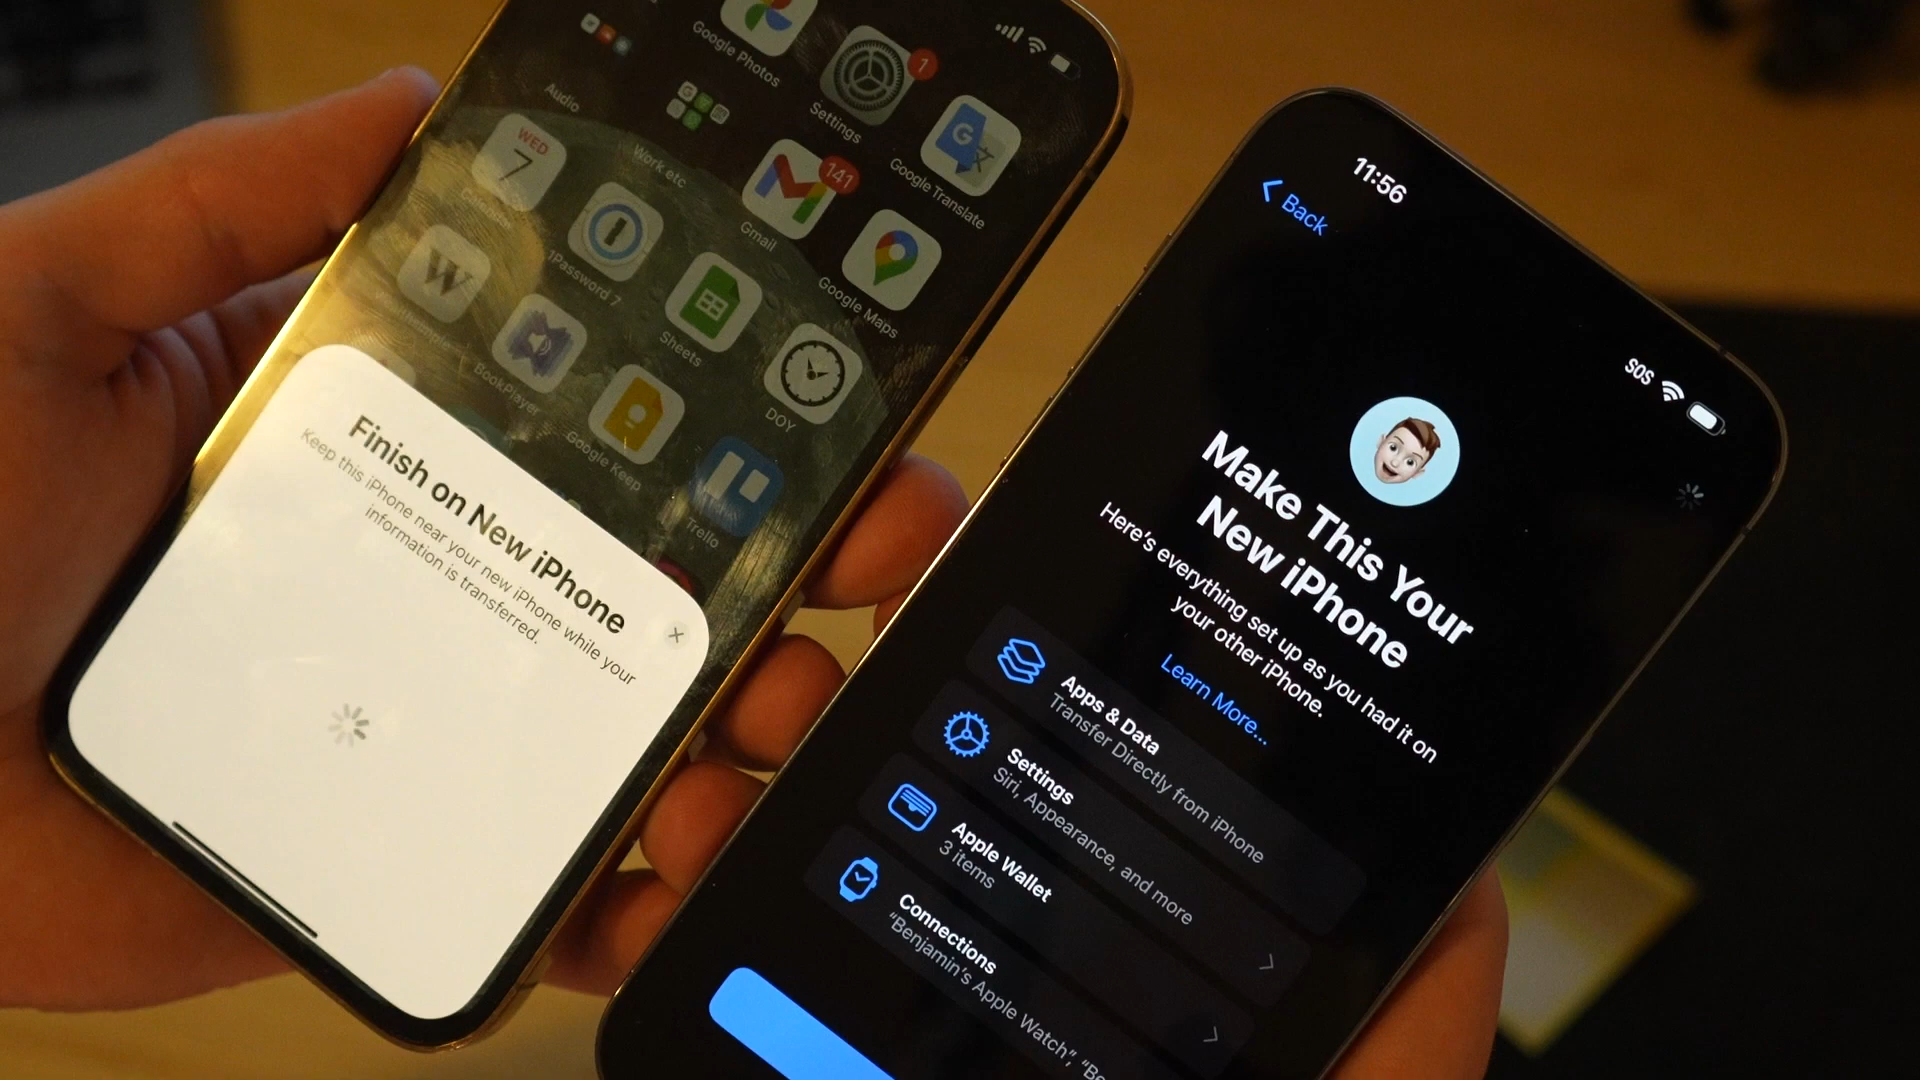 Google Photos
Settings
1
Google Translate
Audio
Work etc
WED
7
Calendar
1Password 7
Gmail
141
Google Maps
W
BookPlayer
Sheets
DOY
Google Keep
Trello
Finish on New iPhone
Keep this iPhone near your new iPhone while your
information is transferred.
11:56
Back
SOS
Make This Your
New iPhone
Here's everything set up as you had it on
your other iPhone.
Learn More...
Apps & Data
Transfer Directly from iPhone
Settings
Siri, Appearance, and more
Apple Wallet
3 items
Connections
“Benjamin's Apple Watch”, “Be